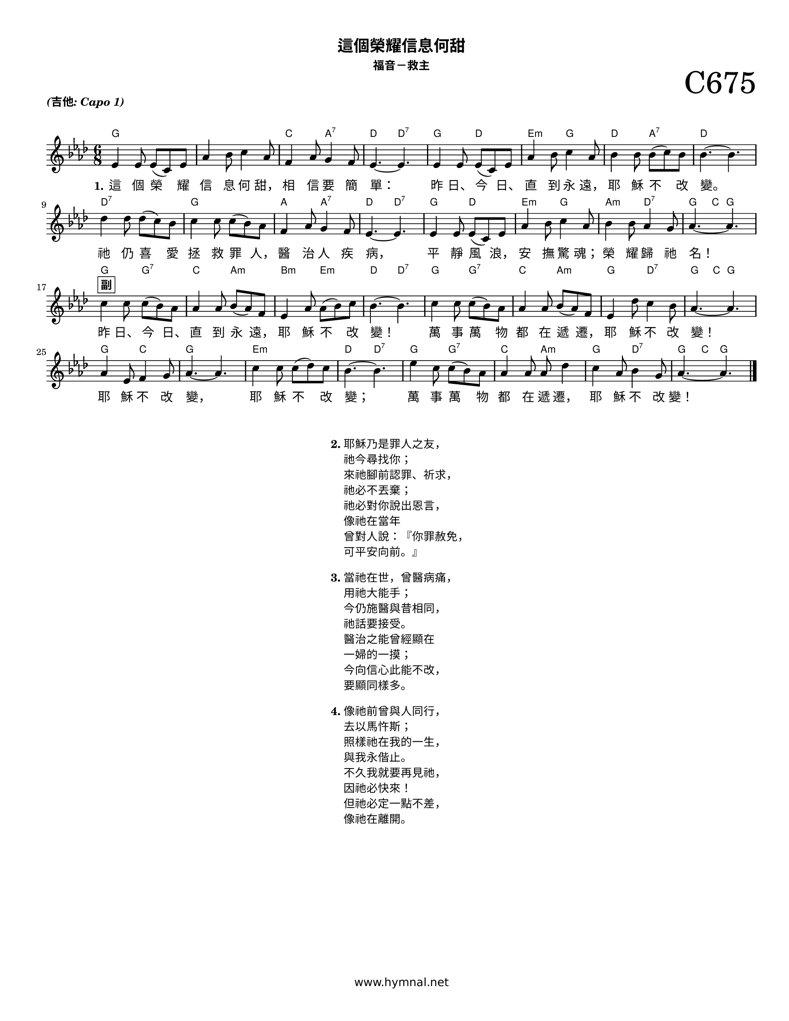 這個榮耀信息何甜
福音－救主
C675
(吉他: Capo 1)
G C A7 D D7 G D Em G D A7 D
1. 這 個 榮 耀 信 息 何 甜， 相 信 要 簡 單： 昨 日、 今 日、 直 到 永 遠， 耶 穌 不 改 變。
9
D7 G A A7 D D7 G D Em G Am D7 G C G
祂 仍 喜 愛 拯 救 罪 人， 醫 治 人 疾 病， 平 靜 風 浪， 安 撫 驚 魂； 榮 耀 歸 祂 名！
G G7 C Am Bm Em D D7 G G7 C Am G D7 G C G
17
副
昨 日、 今 日、 直 到 永 遠， 耶 穌 不 改 變！ 萬 事 萬 物 都 在 遞 遷， 耶 穌 不 改 變！
25
G C G Em D D7 G G7 C Am G D7 G C G
耶 穌 不 改 變， 耶 穌 不 改 變； 萬 事 萬 物 都 在 遞 遷， 耶 穌 不 改 變！
2. 耶穌乃是罪人之友，
祂今尋找你；
來祂腳前認罪、祈求，
祂必不丟棄；
祂必對你說出恩言，
像祂在當年
曾對人說：『你罪赦免，
可平安向前。』
3. 當祂在世，曾醫病痛，
用祂大能手；
今仍施醫與昔相同，
祂話要接受。
醫治之能曾經顯在
一婦的一摸；
今向信心此能不改，
要顯同樣多。
4. 像祂前曾與人同行，
去以馬忤斯；
照樣祂在我的一生，
與我永偕止。
不久我就要再見祂，
因祂必快來！
但祂必定一點不差，
像祂在離開。
www.hymnal.net